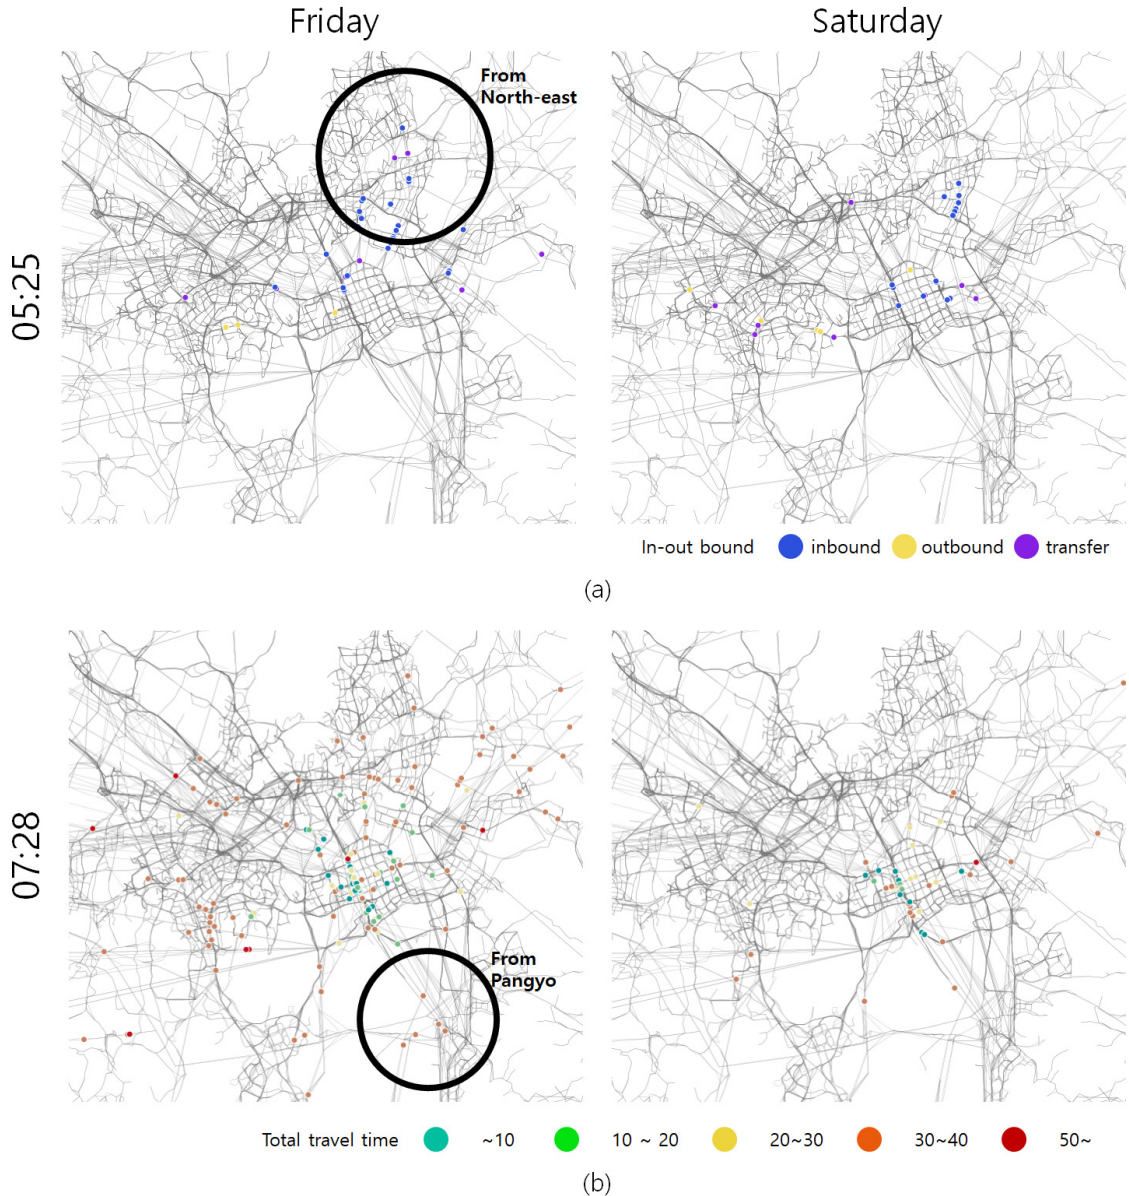 Friday
Saturday
From
North-east
05:25
In-out bound inbound outbound transfer
(a)
07:28
From
Pangyo
Total travel time ~10 10 ~ 20 20~30 30~40 50~
(b)